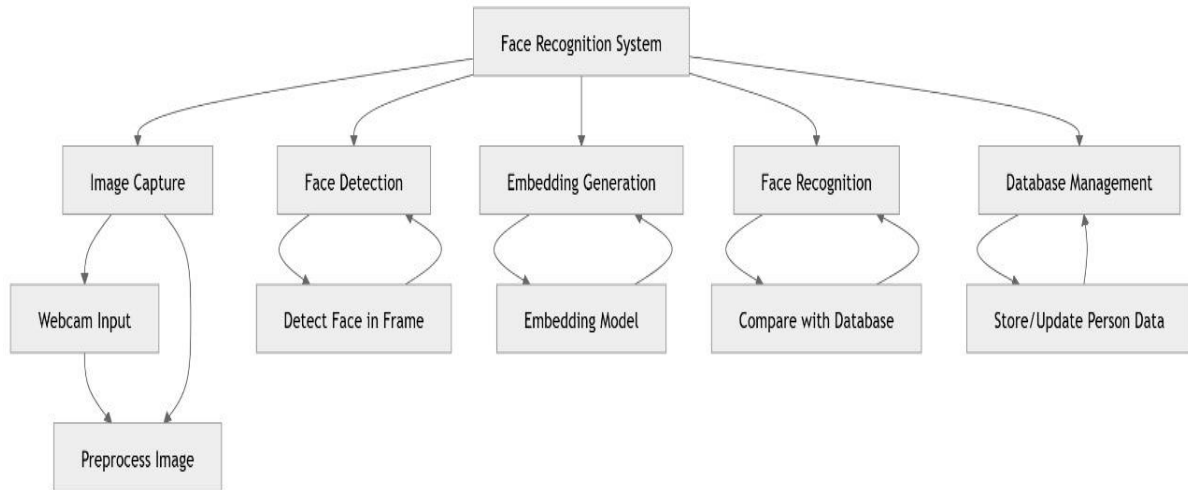 Face Recognition System
Image Capture
Face Detection
Embedding Generation
Face Recognition
Database Management
Webcam Input
Detect Face in Frame
Embedding Model
Compare with Database
Store/Update Person Data
Preprocess Image